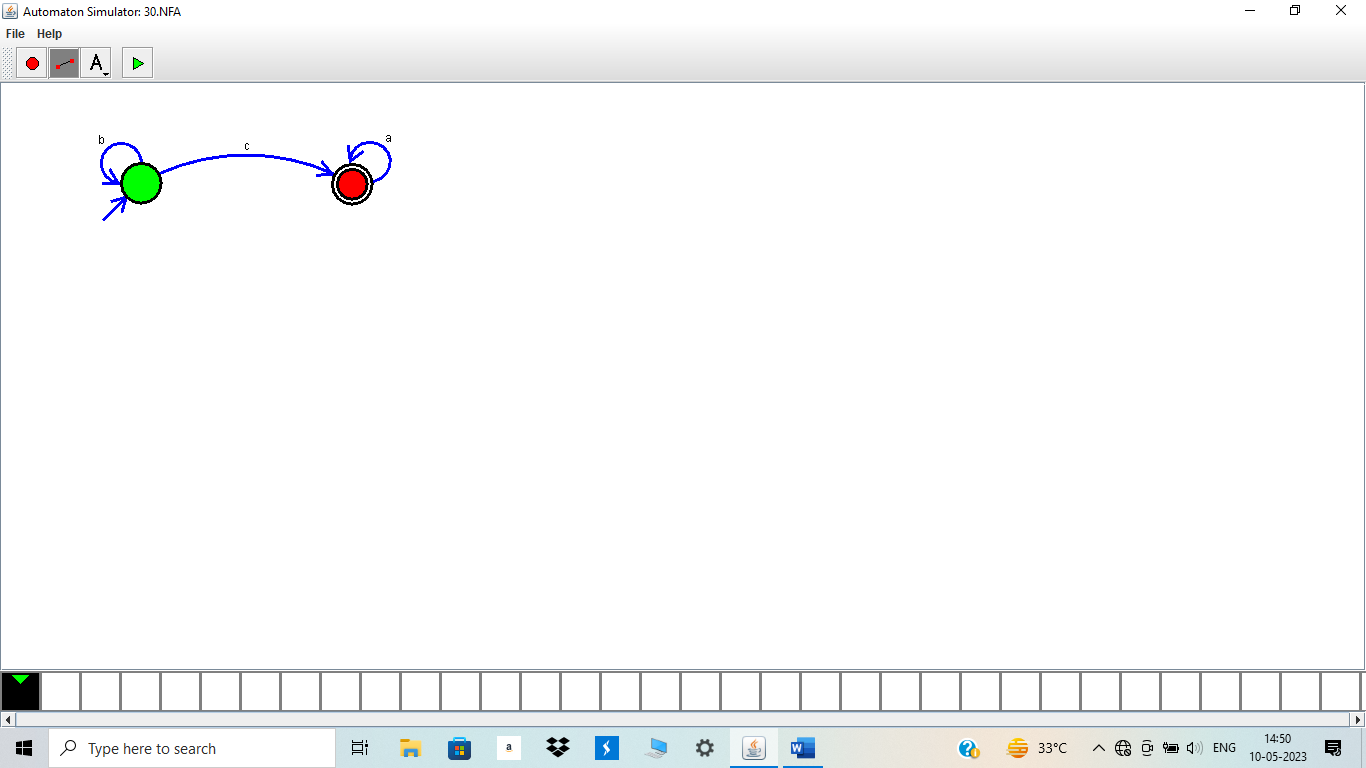 Automaton Simulator: 30.NFA
File Help
A
b
c
a
Type here to search
a
W
33°C
ENG
14:50
10-05-2023